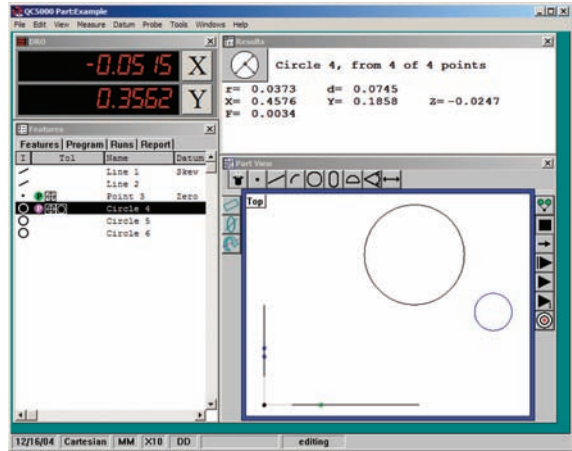 QC5000 Part:Example
File Edit View Measure Datum Probe Tools Windows Help
DRO
-0.0515 X
0.3562 Y
Results
Circle 4, from 4 of 4 points
r= 0.0373 d= 0.0745
X= 0.4576 Y= 0.1858 Z=-0.0247
F= 0.0034
Features
Features Program Runs Report
I Tol Name Datum
Line 1 Skew
Line 2
P Point 3 Zero
P Circle 4
Circle 5
Circle 6
Part View
Top
12/16/04 Cartesian MM X10 DD editing